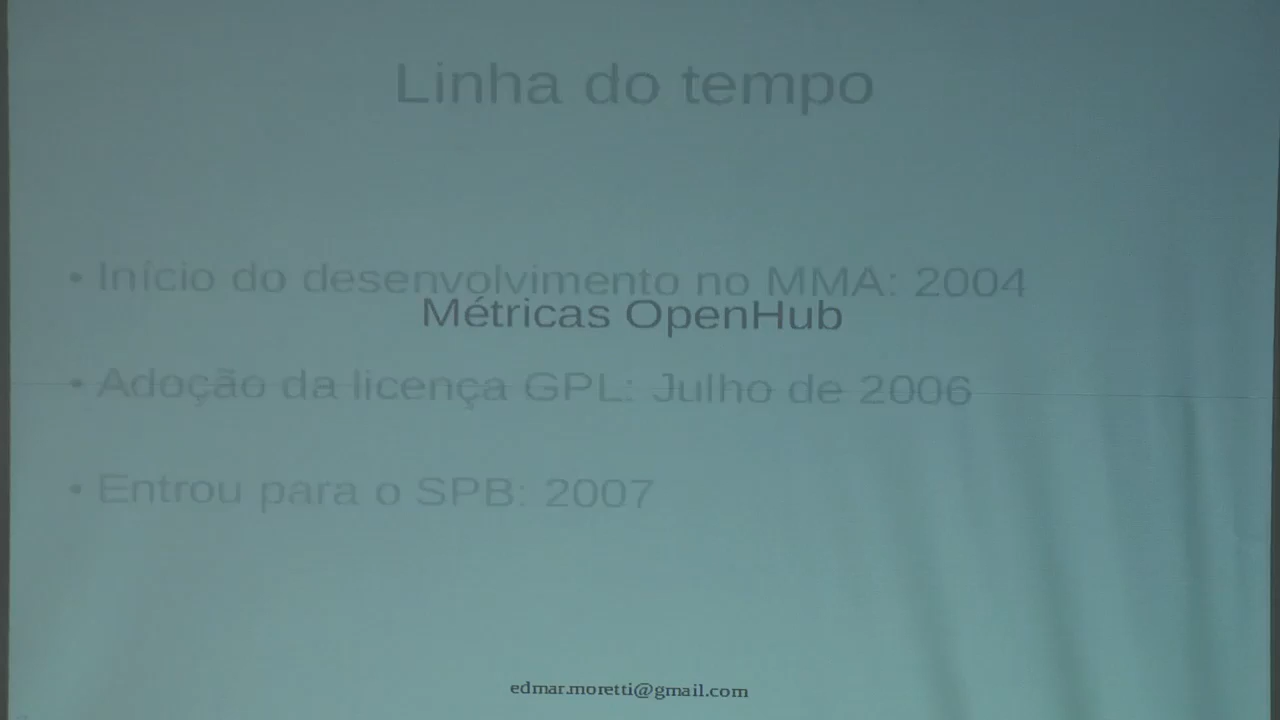 Linha do tempo
• Início do desenvolvimento no MMA: 2004
Métricas OpenHub
• Adoção da licença GPL: Julho de 2006
• Entrou para o SPB: 2007
edmar.moretti@gmail.com